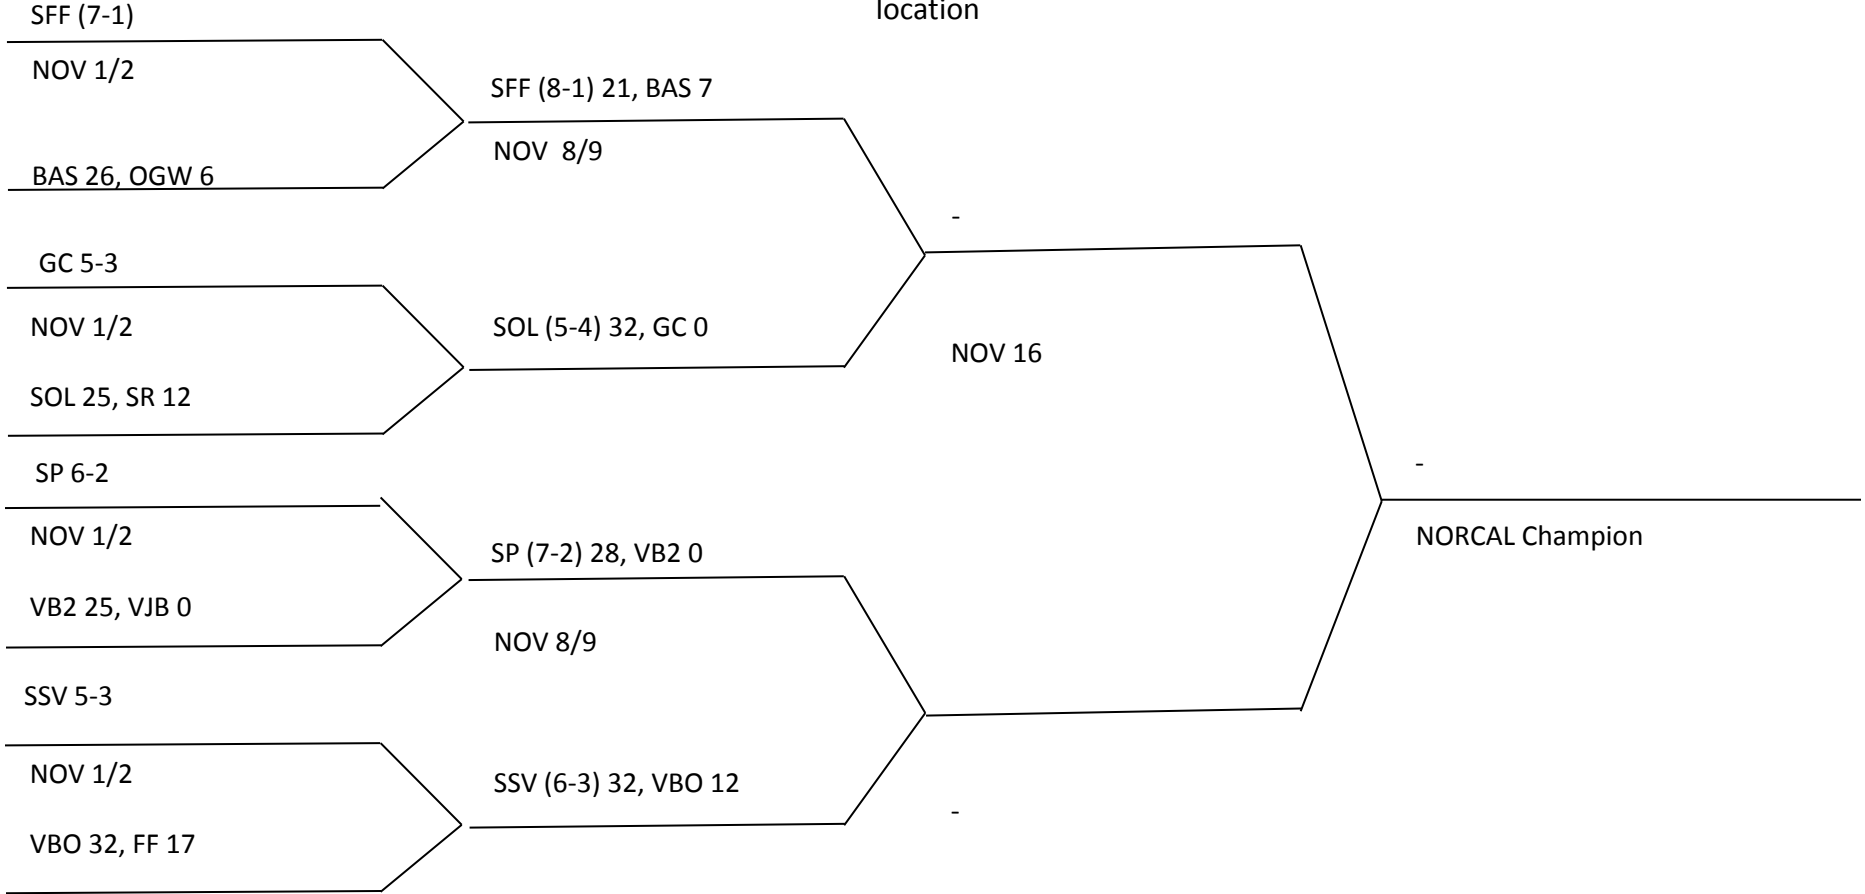 SFF (7-1)
location
NOV 1/2
SFF (8-1) 21, BAS 7
NOV  8/9
BAS 26, OGW 6
-
GC 5-3
NOV 1/2
SOL (5-4) 32, GC 0
NOV 16
SOL 25, SR 12
SP 6-2
-
NOV 1/2
SP (7-2) 28, VB2 0
NORCAL Champion
VB2 25, VJB 0
NOV 8/9
SSV 5-3
NOV 1/2
SSV (6-3) 32, VBO 12
-
VBO 32, FF 17